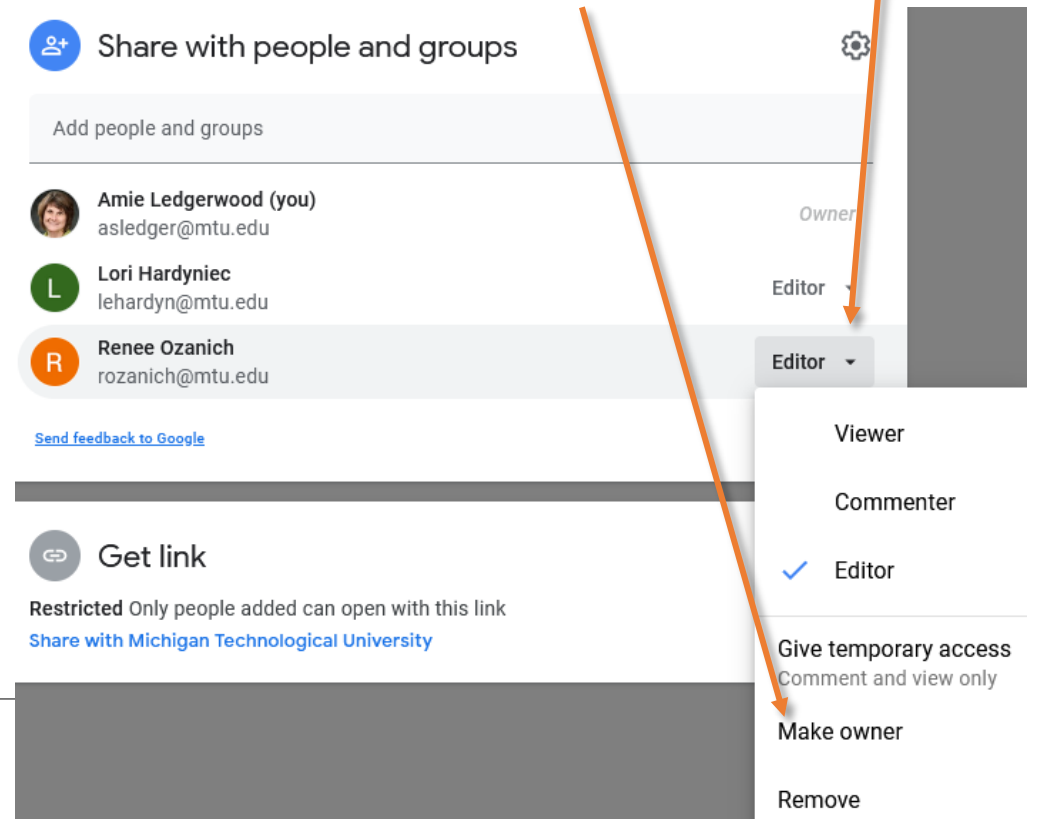 Share with people and groups
Add people and groups
Amie Ledgerwood (you)
asledger@mtu.edu
Owner
Lori Hardyniec
lehardyn@mtu.edu
Editor
L
Renee Ozanich
rozanich@mtu.edu
Editor
R
Send feedback to Google
Viewer
Commenter
Editor
Get link
Restricted Only people added can open with this link
Share with Michigan Technological University
Give temporary access
Comment and view only
Make owner
Remove